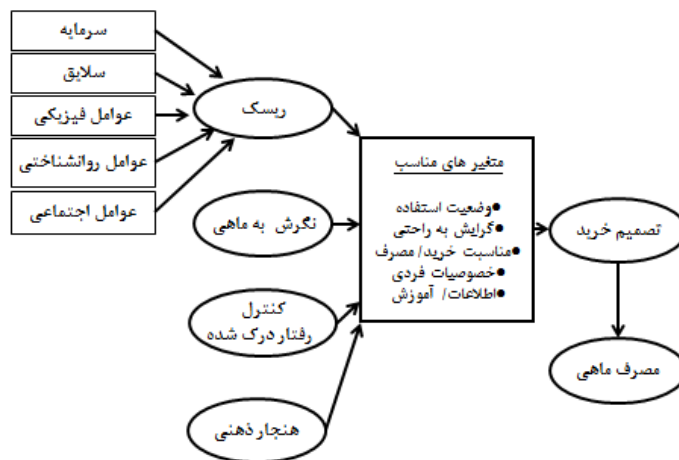 سرمایه
سلایق
عوامل فیزیکی
عوامل روانشناختی
عوامل اجتماعی
ریسک
نگرش به ماهی
کنترل
رفتار درک شده
هنجار ذهنی
متغیر های مناسب
●وضعیت استفاده
●گرایش به راحتی
●مناسبت خرید/ مصرف
●خصوصیات فردی
●اطلاعات/ آموزش
تصمیم خرید
مصرف ماهی